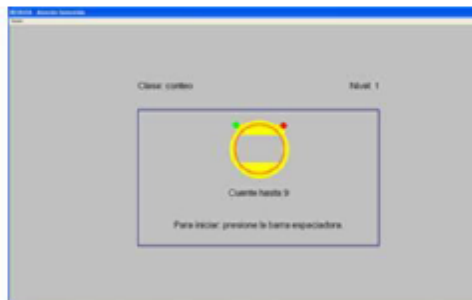 Clase: conteo
Nivel: 1
Cuente hasta 9
Para iniciar: presione la barra espaciadora.